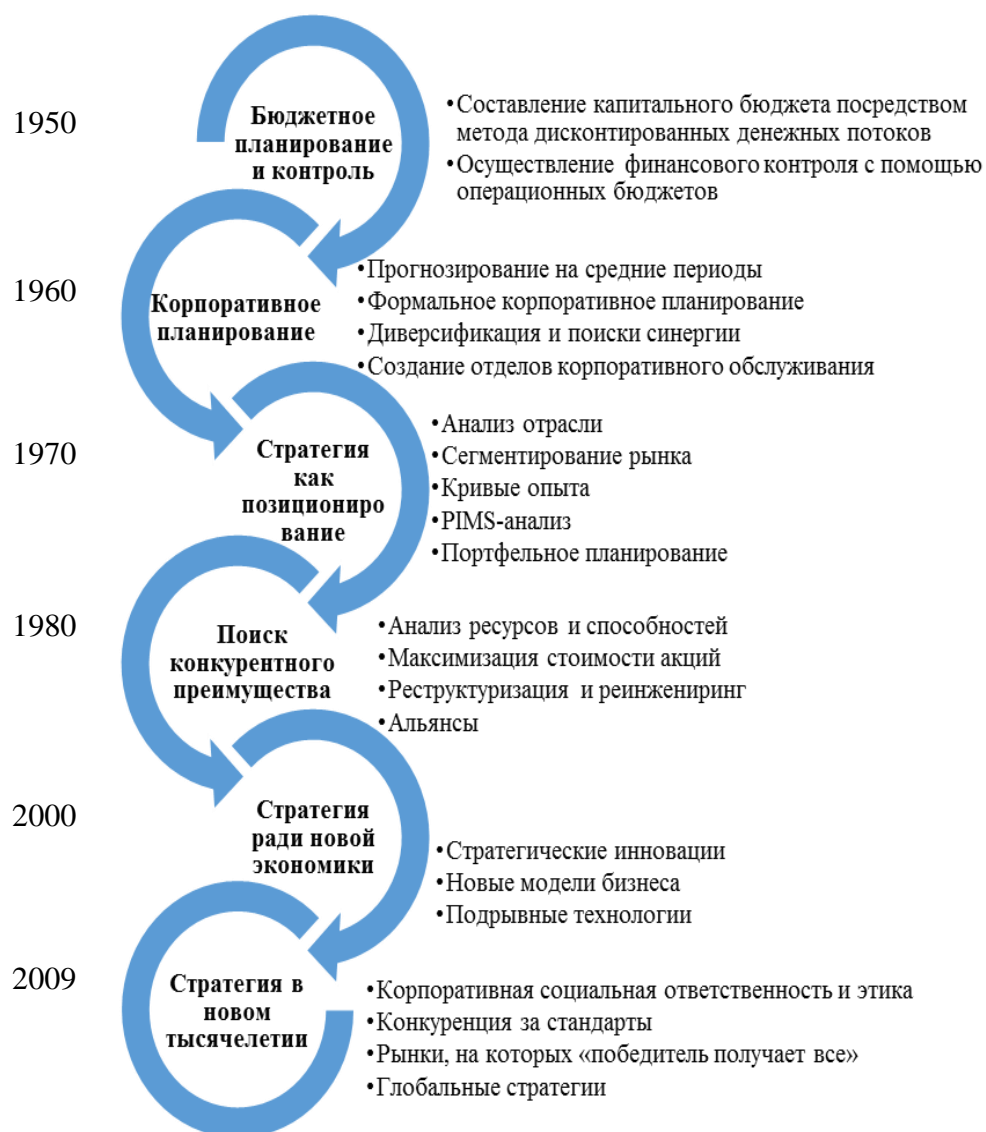 1950
Бюджетное
планирование
и контроль
•Составление капитального бюджета посредством
метода дисконтированных денежных потоков
•Осуществление финансового контроля с помощью
операционных бюджетов
1960
Корпоративное
планирование
•Прогнозирование на средние периоды
•Формальное корпоративное планирование
•Диверсификация и поиски синергии
•Создание отделов корпоративного обслуживания
1970
Стратегия
как
позициониро
вание
•Анализ отрасли
•Сегментирование рынка
•Кривые опыта
•PIMS-анализ
•Портфельное планирование
1980
Поиск
конкурентного
преимущества
•Анализ ресурсов и способностей
•Максимизация стоимости акций
•Реструктуризация и реинжениринг
•Альянсы
2000
Стратегия
ради новой
экономики
•Стратегические инновации
•Новые модели бизнеса
•Подрывные технологии
2009
Стратегия в
новом
тысячелетии
•Корпоративная социальная ответственность и этика
•Конкуренция за стандарты
•Рынки, на которых «победитель получает все»
•Глобальные стратегии